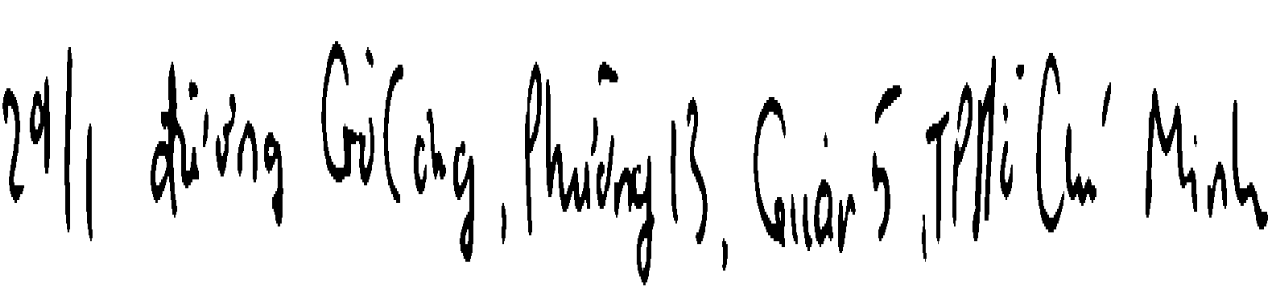 29/1 đường Gò Công, Phường 13, Quận 5, TP Hồ Chí Minh